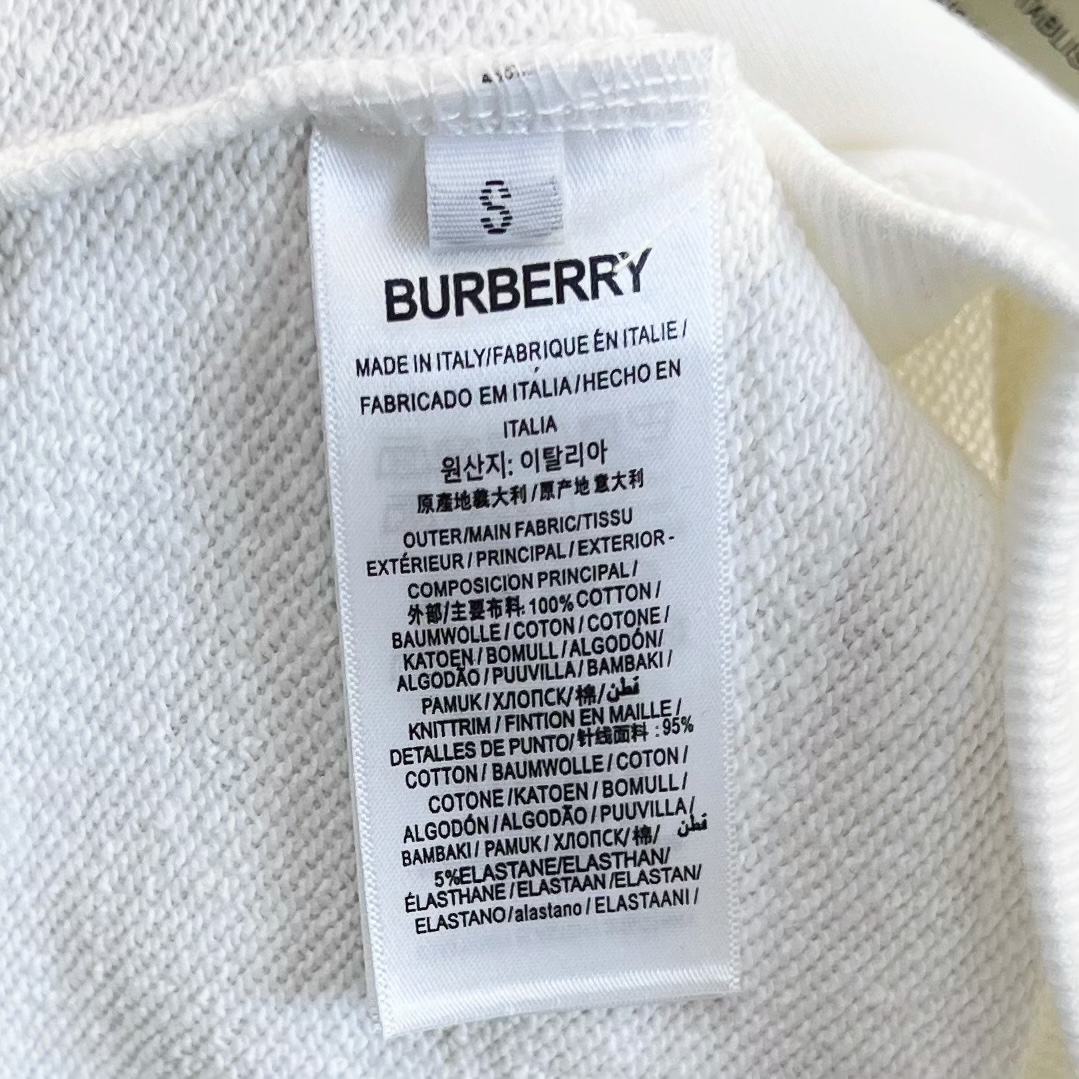 S
BURBERRY
MADE IN ITALY/FABRIQUE ÉN ITALIE/
FABRICADO EM ITÁLIA/HECHO EN
ITALIA
원산지: 이탈리아
原產地義大利/原产地意大利
OUTER/MAIN FABRIC/TISSU
EXTÉRIEUR/PRINCIPAL/EXTERIOR-
COMPOSICION PRINCIPAL/
外部/主要布料: 100% COTTON/
BAUMWOLLE/COTON/COTONE/
KATOEN/BOMULL/ALGODÓN/
ALGODÃO/PUUVILLA/BAMBAKI/
PAMUK/ХЛОПСК/棉/قطن
KNITTRIM/FINTION EN MAILLE/
DETALLES DE PUNTO/针线面料:95%
COTTON/BAUMWOLLE/COTON/
COTONE/KATOEN/BOMULL/
ALGODÓN/ALGODÃO/PUUVILLA/
BAMBAKI/PAMUK/ХЛОПСК/棉/ قطن
5%ELASTANE/ELASTHAN/
ÉLASTHANE/ELASTAAN/ELASTAN/
ELASTANO/alastano/ELASTAANI/